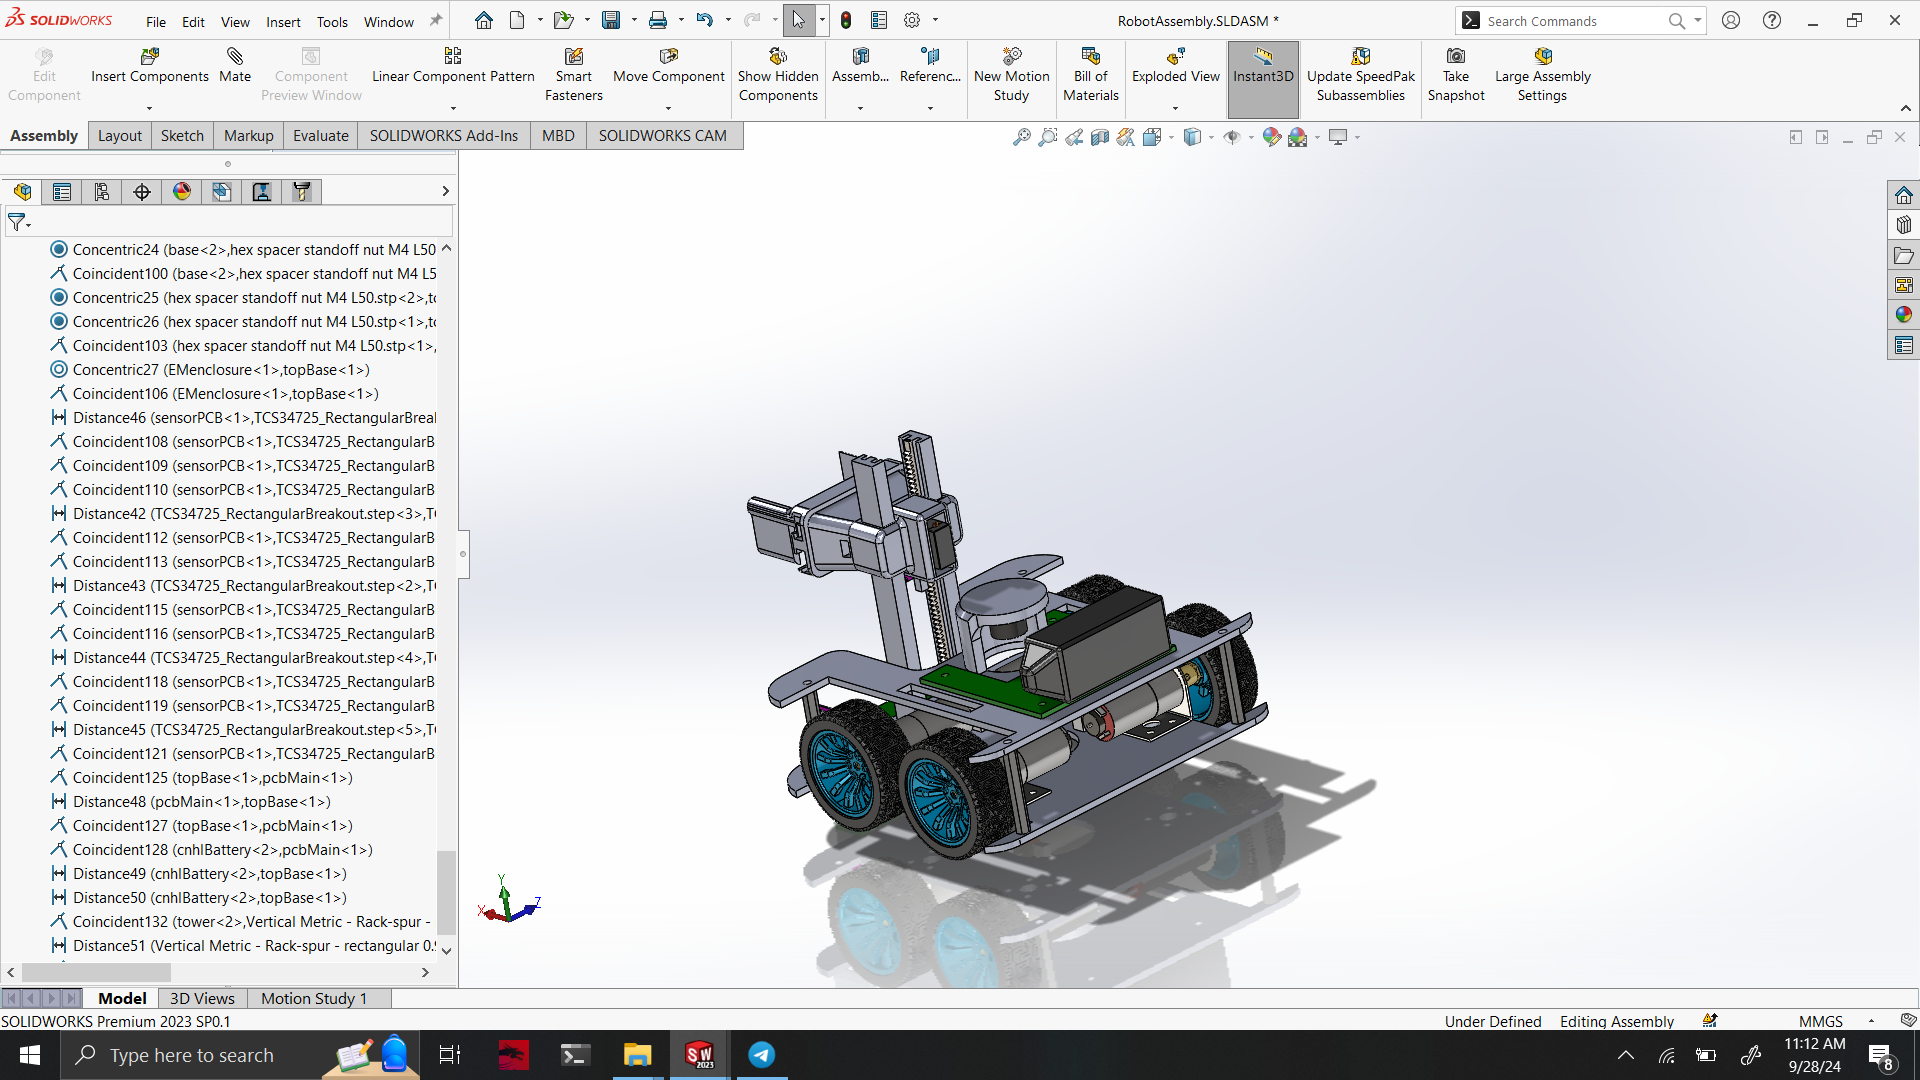 SOLIDWORKS
File Edit View Insert Tools Window
RobotAssembly.SLDASM *
Search Commands
Edit Component
Insert Components
Mate
Component Preview Window
Linear Component Pattern
Smart Fasteners
Move Component
Show Hidden Components
Assemb...
Referenc...
New Motion Study
Bill of Materials
Exploded View
Instant3D
Update SpeedPak Subassemblies
Take Snapshot
Large Assembly Settings
Assembly Layout Sketch Markup Evaluate SOLIDWORKS Add-Ins MBD SOLIDWORKS CAM
Concentric24 (base<2>,hex spacer standoff nut M4 L50
Coincident100 (base<2>,hex spacer standoff nut M4 L5
Concentric25 (hex spacer standoff nut M4 L50.stp<2>,to
Concentric26 (hex spacer standoff nut M4 L50.stp<1>,to
Coincident103 (hex spacer standoff nut M4 L50.stp<1>,
Concentric27 (EMenclosure<1>,topBase<1>)
Coincident106 (EMenclosure<1>,topBase<1>)
Distance46 (sensorPCB<1>,TCS34725_RectangularBreal
Coincident108 (sensorPCB<1>,TCS34725_RectangularB
Coincident109 (sensorPCB<1>,TCS34725_RectangularB
Coincident110 (sensorPCB<1>,TCS34725_RectangularB
Distance42 (TCS34725_RectangularBreakout.step<3>,TC
Coincident112 (sensorPCB<1>,TCS34725_RectangularB
Coincident113 (sensorPCB<1>,TCS34725_RectangularB
Distance43 (TCS34725_RectangularBreakout.step<2>,TC
Coincident115 (sensorPCB<1>,TCS34725_RectangularB
Coincident116 (sensorPCB<1>,TCS34725_RectangularB
Distance44 (TCS34725_RectangularBreakout.step<4>,TC
Coincident118 (sensorPCB<1>,TCS34725_RectangularB
Coincident119 (sensorPCB<1>,TCS34725_RectangularB
Distance45 (TCS34725_RectangularBreakout.step<5>,TC
Coincident121 (sensorPCB<1>,TCS34725_RectangularB
Coincident125 (topBase<1>,pcbMain<1>)
Distance48 (pcbMain<1>,topBase<1>)
Coincident127 (topBase<1>,pcbMain<1>)
Coincident128 (cnhlBattery<2>,pcbMain<1>)
Distance49 (cnhlBattery<2>,topBase<1>)
Distance50 (cnhlBattery<2>,topBase<1>)
Coincident132 (tower<2>,Vertical Metric - Rack-spur -
Distance51 (Vertical Metric - Rack-spur - rectangular 0.9
Y
X Z
Model 3D Views Motion Study 1
SOLIDWORKS Premium 2023 SP0.1
Under Defined Editing Assembly MMGS
Type here to search
SW 2023
11:12 AM
9/28/24
8